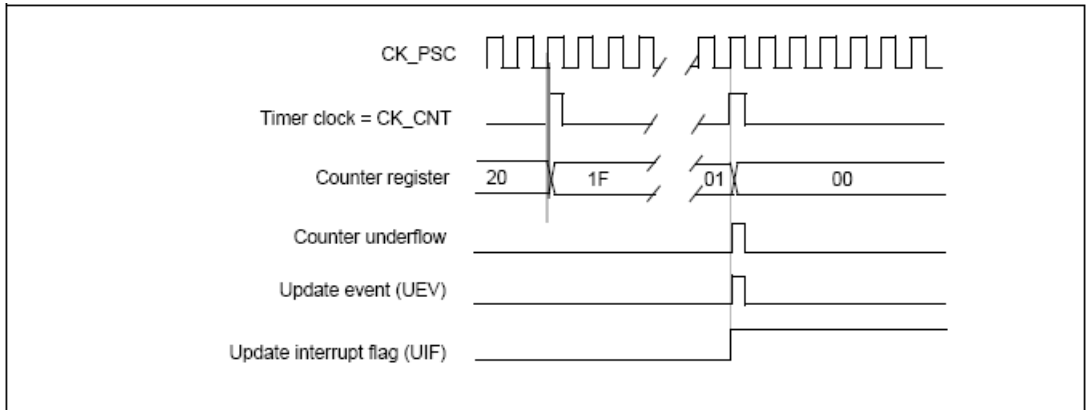 CK_PSC
Timer clock = CK_CNT
Counter register 20 1F 01 00
Counter underflow
Update event (UEV)
Update interrupt flag (UIF)